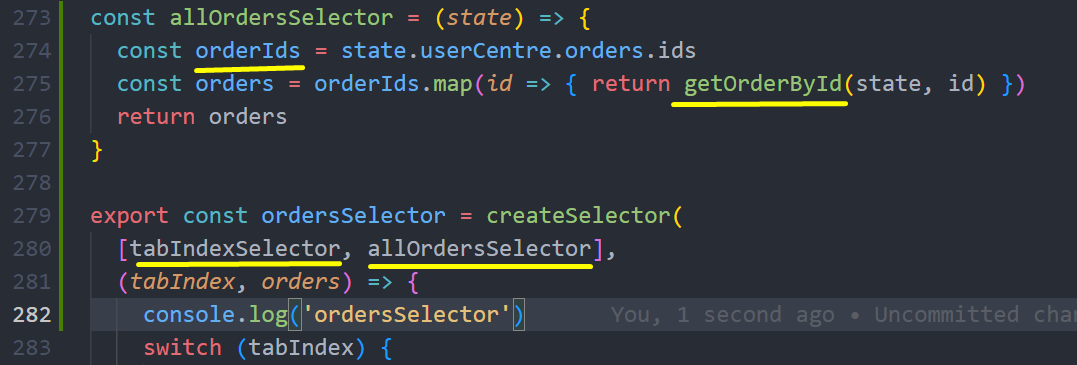 273 const allOrdersSelector = (state) => {
274 const orderIds = state.userCentre.orders.ids
275 const orders = orderIds.map(id => { return getOrderById(state, id) })
276 return orders
277 }
278
279 export const ordersSelector = createSelector(
280 [tabIndexSelector, allOrdersSelector],
281 (tabIndex, orders) => {
282 console.log('ordersSelector') You, 1 second ago • Uncommitted chan
283 switch (tabIndex) {